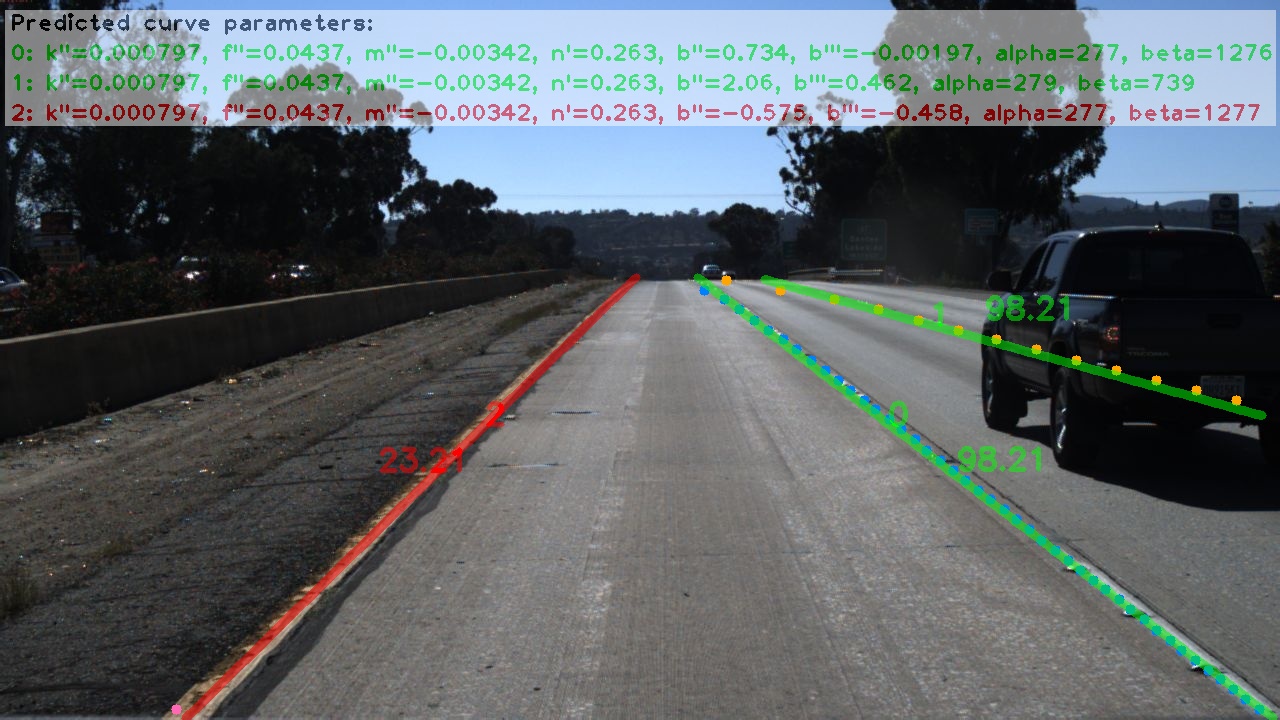 Predicted curve parameters:
0: k''=0.000797, f''=0.0437, m''=-0.00342, n'=0.263, b''=0.734, b'''=-0.00197, alpha=277, beta=1276
1: k''=0.000797, f''=0.0437, m''=-0.00342, n'=0.263, b''=2.06, b'''=0.462, alpha=279, beta=739
2: k''=0.000797, f''=0.0437, m''=-0.00342, n'=0.263, b''=-0.575, b'''=-0.458, alpha=277, beta=1277
1 98.21
2 0
23.21 98.21
TACOMA